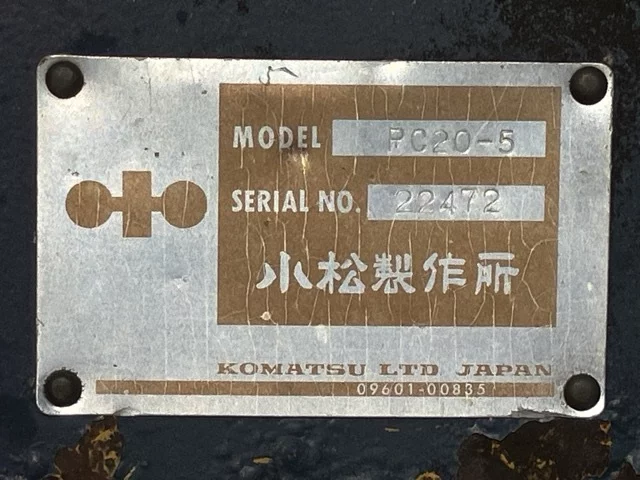 MODEL PC20-5
SERIAL NO. 22472
小松製作所
KOMATSU LTD JAPAN
09601-00835